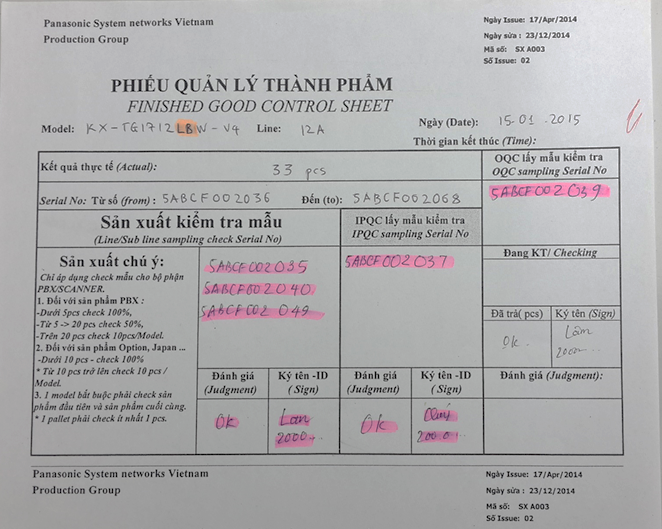 Panasonic System networks Vietnam
Production Group
Ngày Issue: 17/Apr/2014
Ngày sửa : 23/12/2014
Mã số: SX A003
Số Issue: 02
PHIẾU QUẢN LÝ THÀNH PHẨM
FINISHED GOOD CONTROL SHEET
Model: KX-TG1712LBW-V4 Line: 12A Ngày (Date): 15.01.2015
Thời gian kết thúc (Time):
Kết quả thực tế (Actual): 33 pcs
OQC lấy mẫu kiểm tra
OQC sampling Serial No
5ABCF002039
Serial No: Từ số (from) : 5ABCF002036 Đến (to): 5ABCF002068
Sản xuất kiểm tra mẫu
(Line/Sub line sampling check Serial No)
IPQC lấy mẫu kiểm tra
IPQC sampling Serial No
Sản xuất chú ý:
Chỉ áp dụng check mẫu cho bộ phận
PBX/SCANNER.
1. Đối với sản phẩm PBX :
-Dưới 5pcs check 100%,
-Từ 5 -> 20 pcs check 50%,
-Trên 20 pcs check 10pcs/Model.
2. Đối với sản phẩm Option, Japan ...
-Dưới 10 pcs - check 100%
* Từ 10 pcs trở lên check 10 pcs /
Model.
3. 1 model bắt buộc phải check sản
phẩm đầu tiên và sản phẩm cuối cùng.
* 1 pallet phải check ít nhất 1 pcs.
5ABCF002035
5ABCF002040
5ABCF002049
5ABCF002037
Đang KT/ Checking
Đã trả( pcs) Ký tên (Sign)
Ok. Lâm
Đánh giá (Judgment):
Đánh giá
(Judgment)
Ký tên -ID
( Sign)
Đánh giá
(Judgment)
Ký tên -ID
( Sign)
Ok Lan
Ok
Panasonic System networks Vietnam
Production Group
Ngày Issue: 17/Apr/2014
Ngày sửa : 23/12/2014
Mã số: SX A003
Số Issue: 02